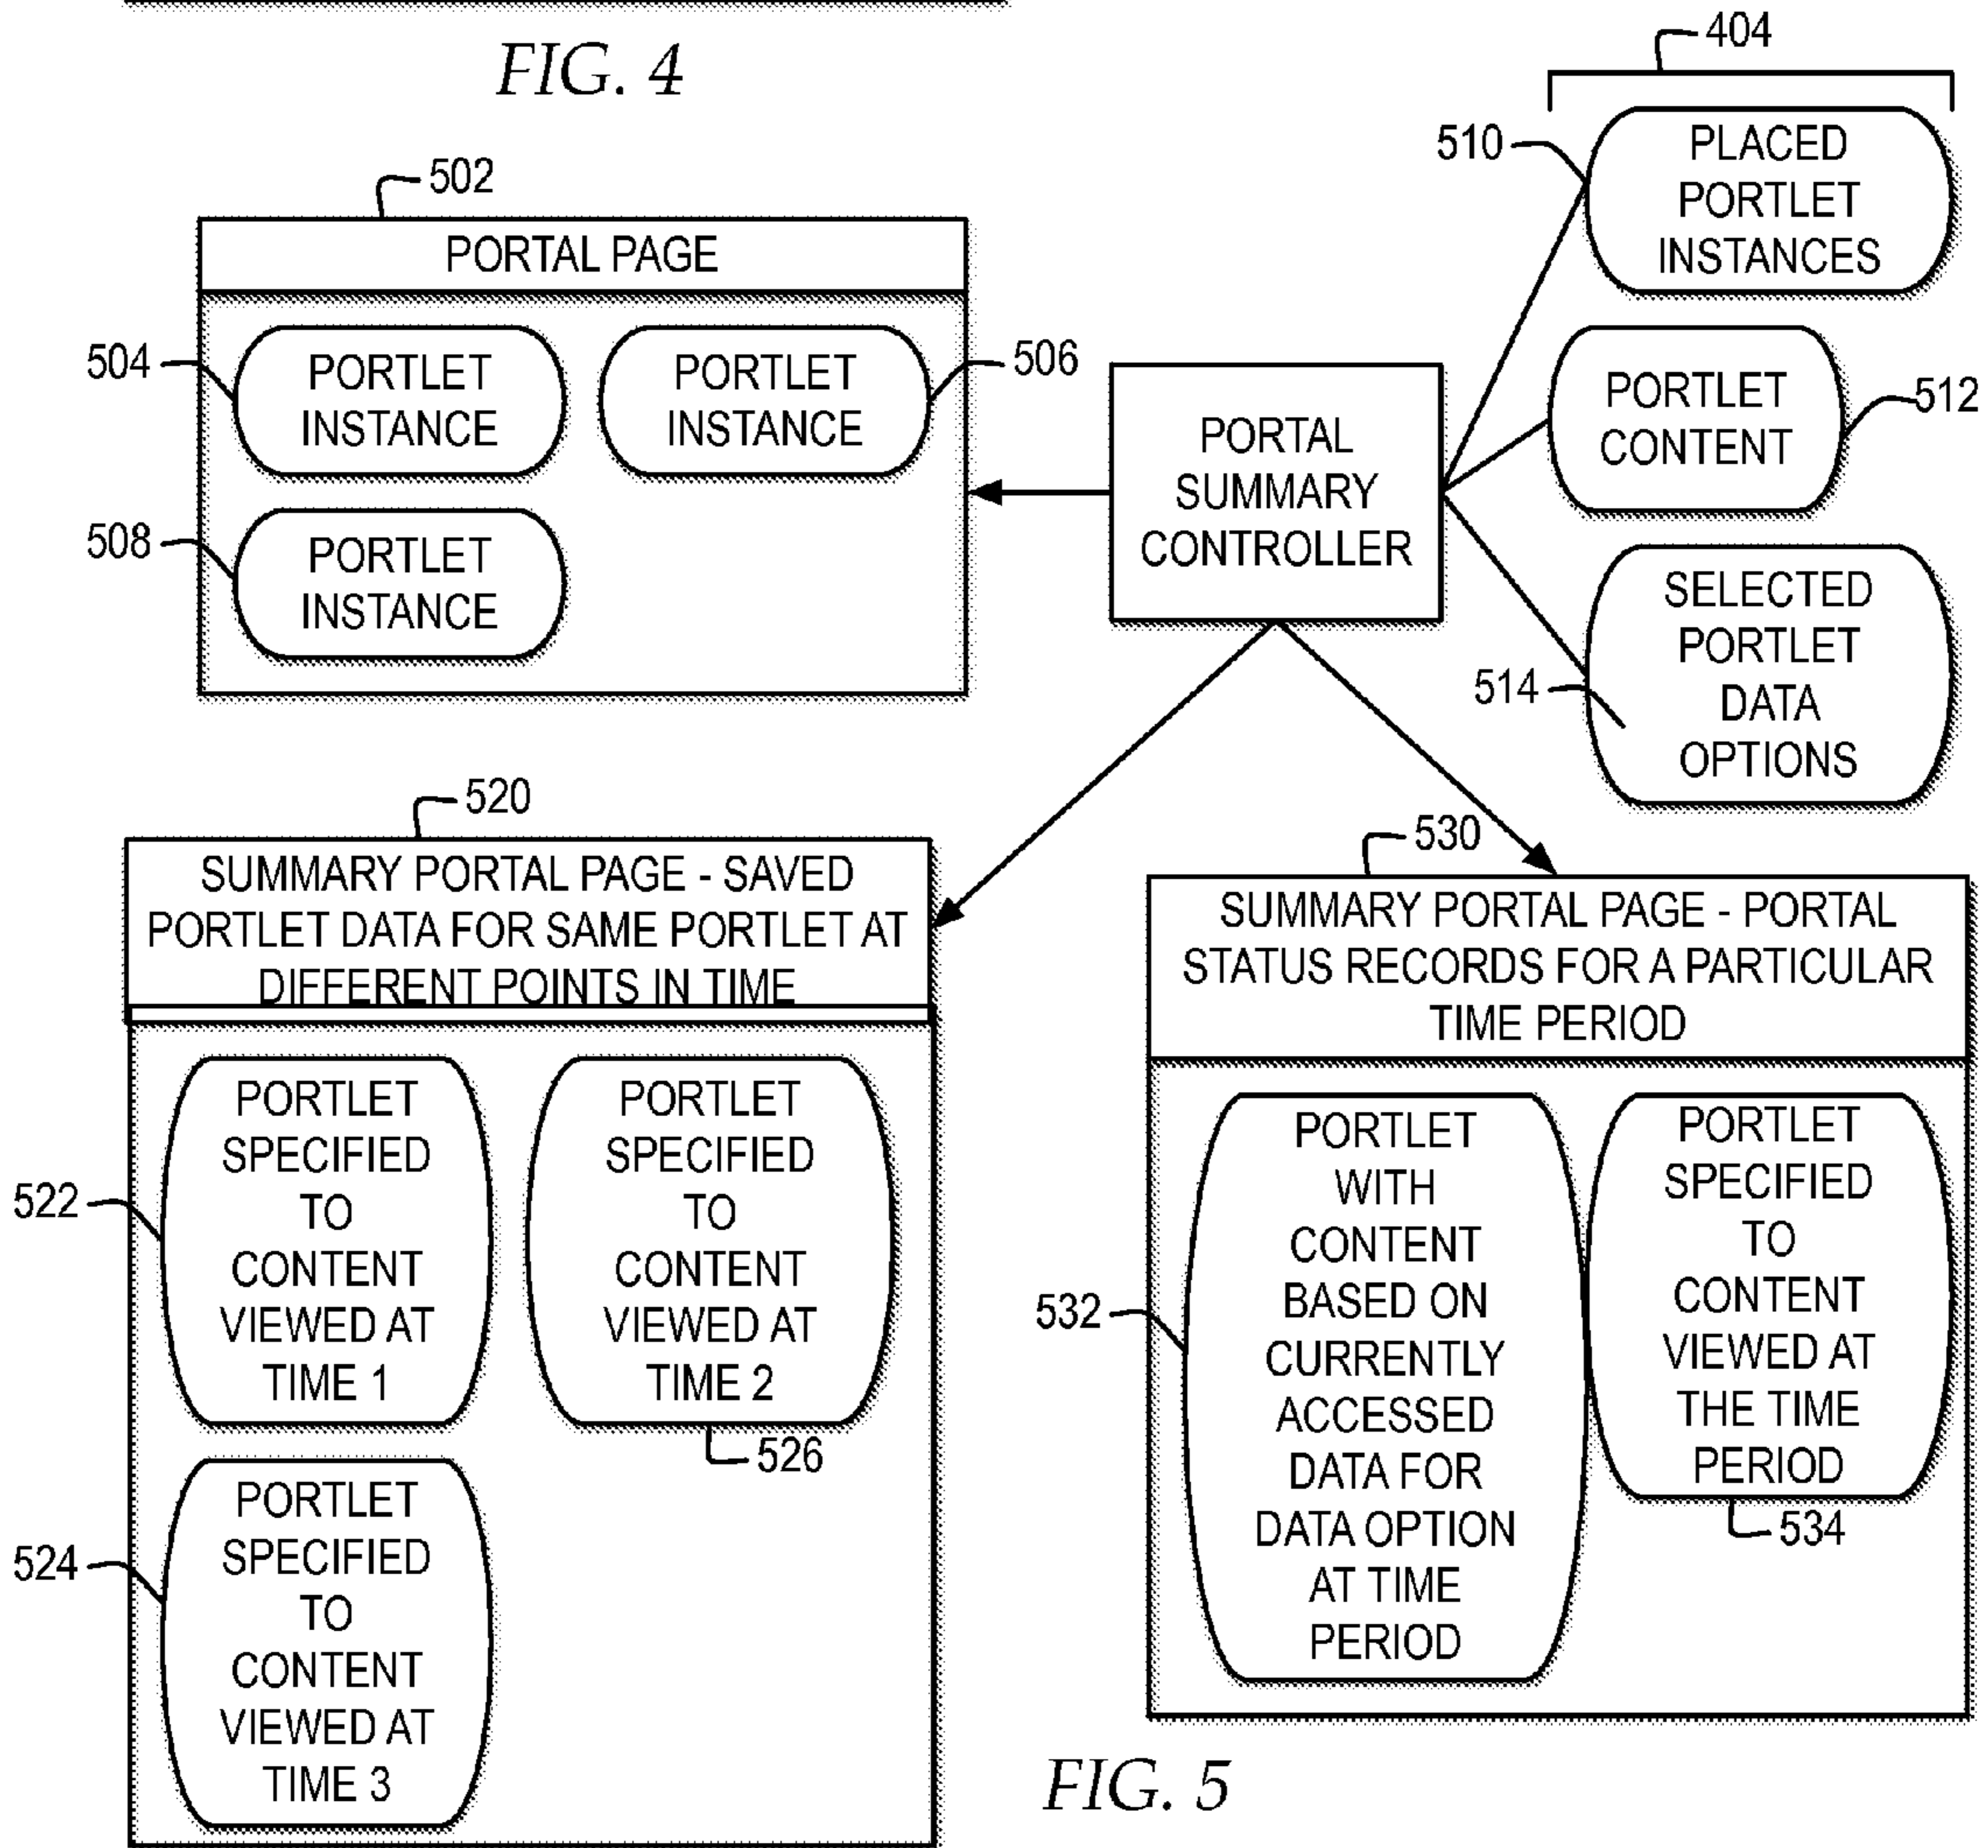 FIG. 4
404
510
PLACED
PORTLET
INSTANCES
502
PORTAL PAGE
504
PORTLET
INSTANCE
PORTLET
INSTANCE
506
508
PORTLET
INSTANCE
PORTAL
SUMMARY
CONTROLLER
PORTLET
CONTENT
512
514
SELECTED
PORTLET
DATA
OPTIONS
520
SUMMARY PORTAL PAGE - SAVED
PORTLET DATA FOR SAME PORTLET AT
DIFFERENT POINTS IN TIME
522
PORTLET
SPECIFIED
TO
CONTENT
VIEWED AT
TIME 1
PORTLET
SPECIFIED
TO
CONTENT
VIEWED AT
TIME 2
526
524
PORTLET
SPECIFIED
TO
CONTENT
VIEWED AT
TIME 3
530
SUMMARY PORTAL PAGE - PORTAL
STATUS RECORDS FOR A PARTICULAR
TIME PERIOD
532
PORTLET
WITH
CONTENT
BASED ON
CURRENTLY
ACCESSED
DATA FOR
DATA OPTION
AT TIME
PERIOD
PORTLET
SPECIFIED
TO
CONTENT
VIEWED AT
THE TIME
PERIOD
534
FIG. 5